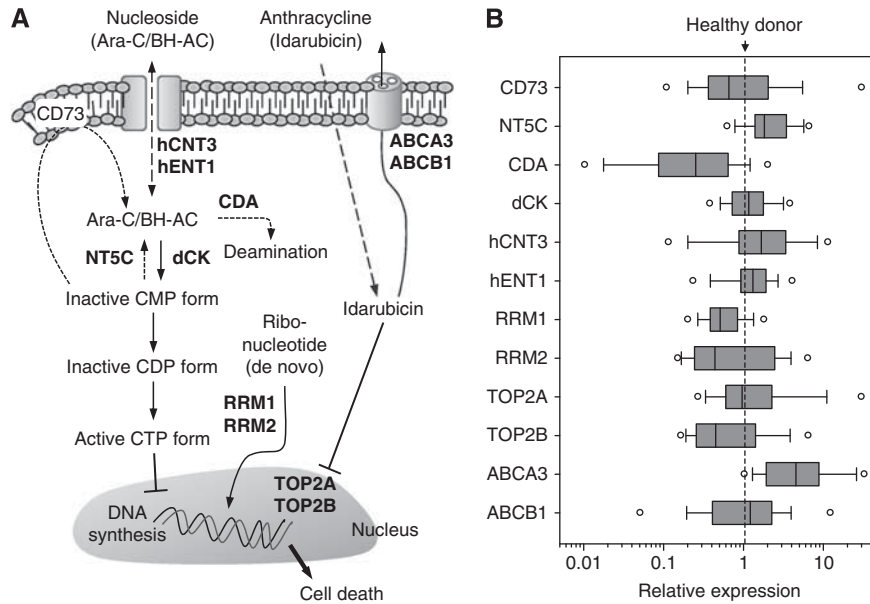 A
Nucleoside
(Ara-C/BH-AC)
Anthracycline
(Idarubicin)
CD73
hCNT3
hENT1
ABCA3
ABCB1
CDA
Ara-C/BH-AC
Deamination
NT5C
dCK
Inactive CMP form
Idarubicin
Ribo-
nucleotide
(de novo)
Inactive CDP form
RRM1
RRM2
Active CTP form
TOP2A
TOP2B
DNA
synthesis
Nucleus
Cell death
B
Healthy donor
CD73
NT5C
CDA
dCK
hCNT3
hENT1
RRM1
RRM2
TOP2A
TOP2B
ABCA3
ABCB1
0.01 0.1 1 10
Relative expression